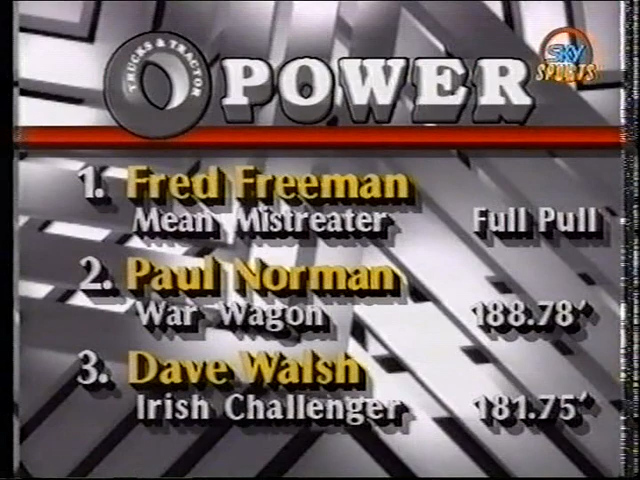 TRUCKS & TRACTOR
POWER
SKY
SPORTS
1. Fred Freeman
Mean Mistreater Full Pull
2. Paul Norman
War Wagon 188.78'
3. Dave Walsh
Irish Challenger 181.75'